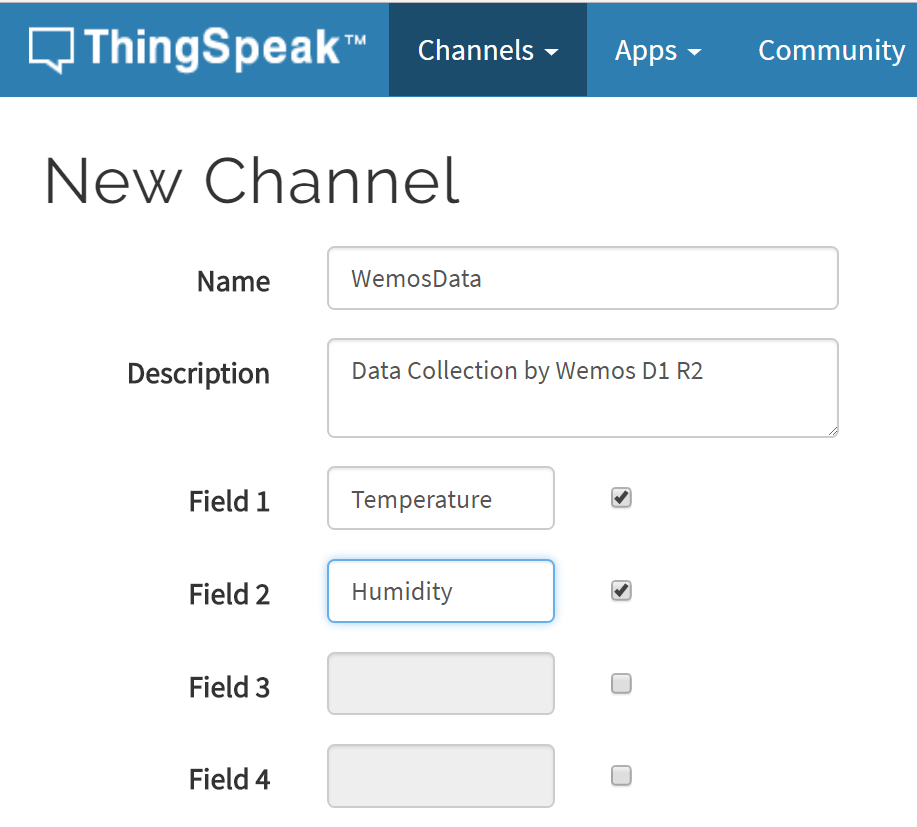 ThingSpeak™ Channels Apps Community
New Channel
Name WemosData
Description Data Collection by Wemos D1 R2
Field 1 Temperature
Field 2 Humidity
Field 3
Field 4